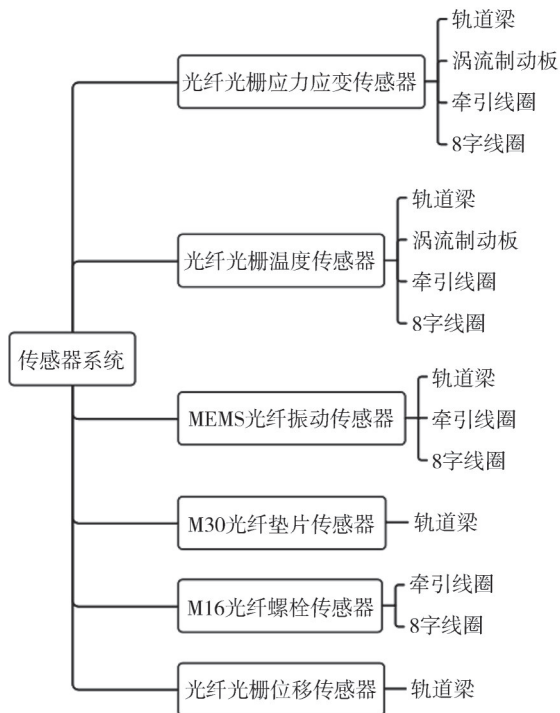 传感器系统
光纤光栅应力应变传感器
轨道梁
涡流制动板
牵引线圈
8字线圈
光纤光栅温度传感器
轨道梁
涡流制动板
牵引线圈
8字线圈
MEMS光纤振动传感器
轨道梁
牵引线圈
8字线圈
M30光纤垫片传感器
轨道梁
M16光纤螺栓传感器
牵引线圈
8字线圈
光纤光栅位移传感器
轨道梁